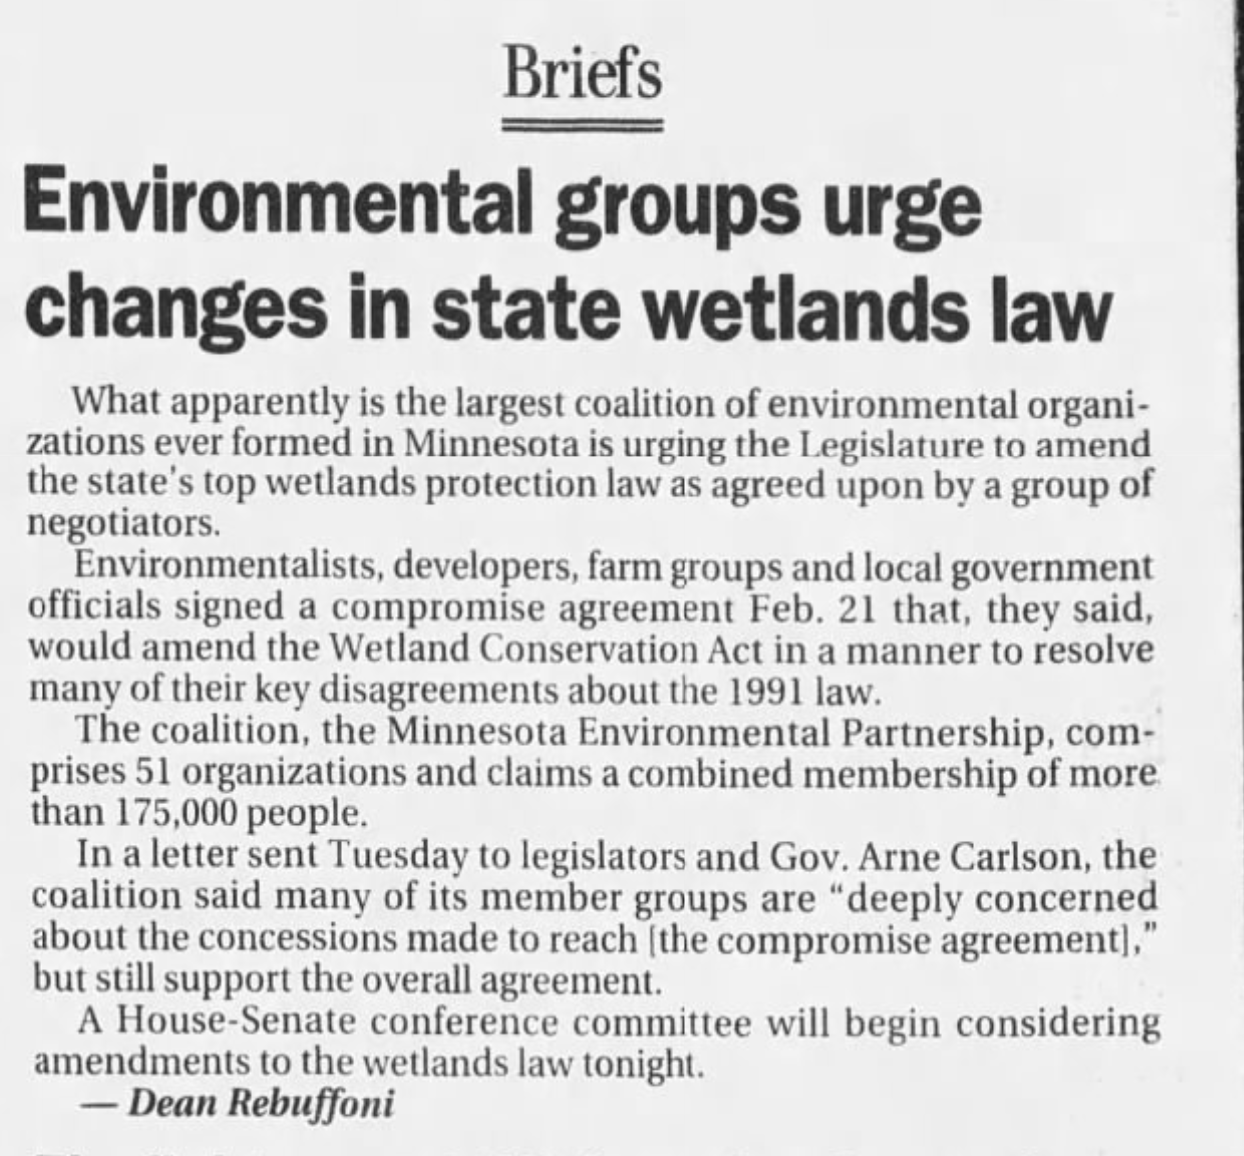 Briefs
Environmental groups urge
changes in state wetlands law
What apparently is the largest coalition of environmental organi-
zations ever formed in Minnesota is urging the Legislature to amend
the state's top wetlands protection law as agreed upon by a group of
negotiators.
Environmentalists, developers, farm groups and local government
officials signed a compromise agreement Feb. 21 that, they said,
would amend the Wetland Conservation Act in a manner to resolve
many of their key disagreements about the 1991 law.
The coalition, the Minnesota Environmental Partnership, com-
prises 51 organizations and claims a combined membership of more
than 175,000 people.
In a letter sent Tuesday to legislators and Gov. Arne Carlson, the
coalition said many of its member groups are “deeply concerned
about the concessions made to reach [the compromise agreement],”
but still support the overall agreement.
A House-Senate conference committee will begin considering
amendments to the wetlands law tonight.
— Dean Rebuffoni